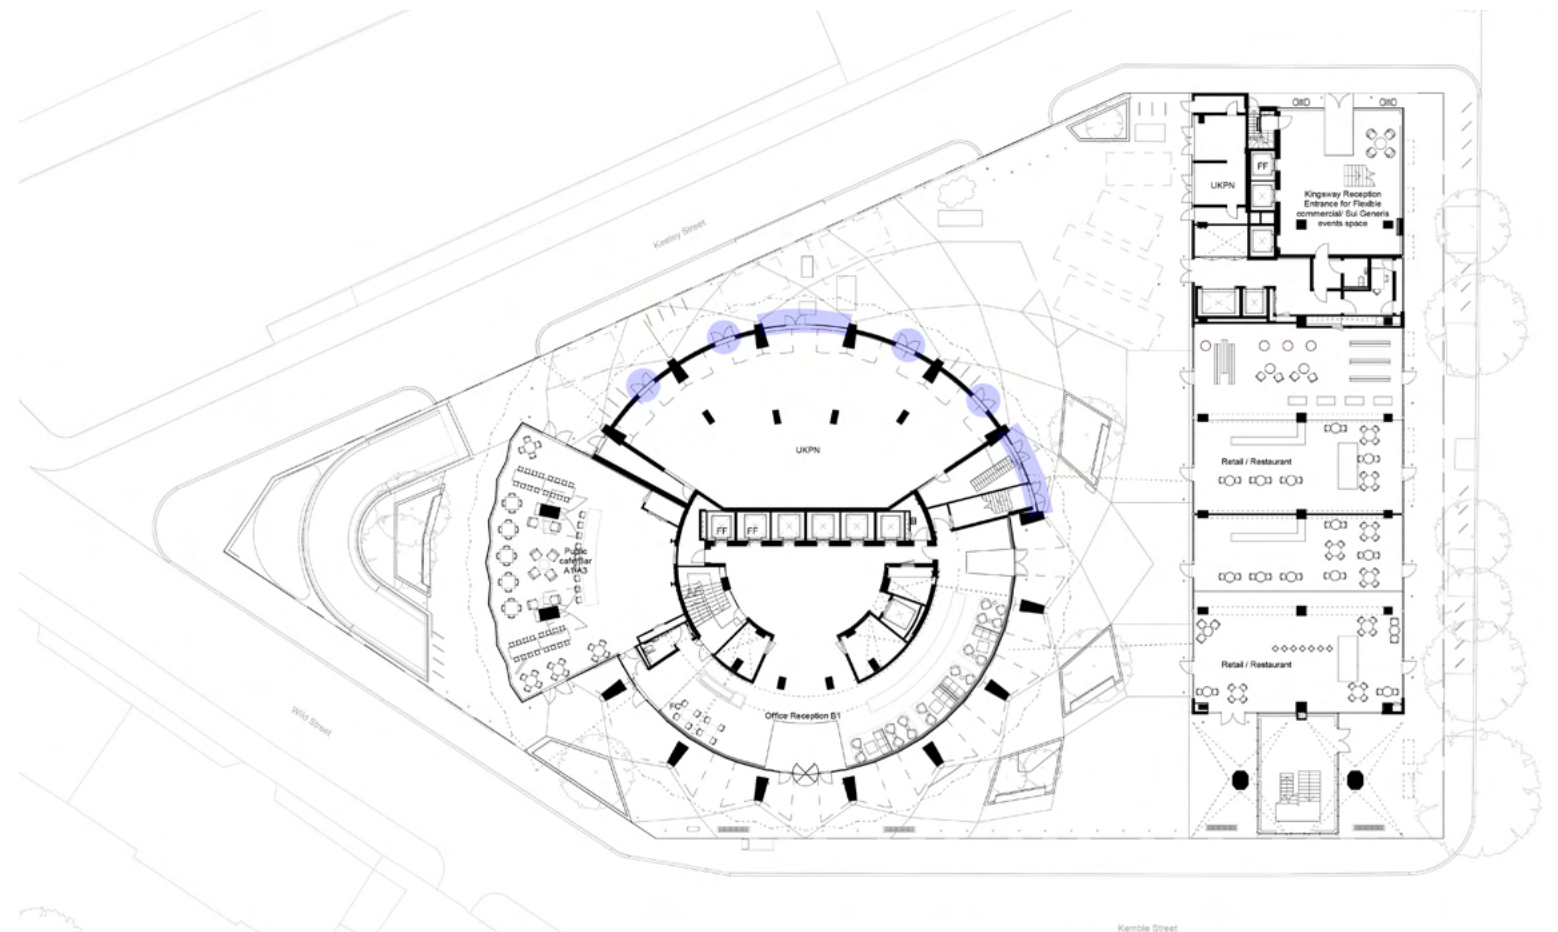 FF
UKPN
Kingsway Reception
Entrance for Flexible
commercial/ Sui Generis
events space
Keeley Street
UKPN
Retail / Restaurant
FF
FF
Public
cafe/Bar
A1/A3
Retail / Restaurant
FC
Office Reception B1
Wild Street
Kemble Street